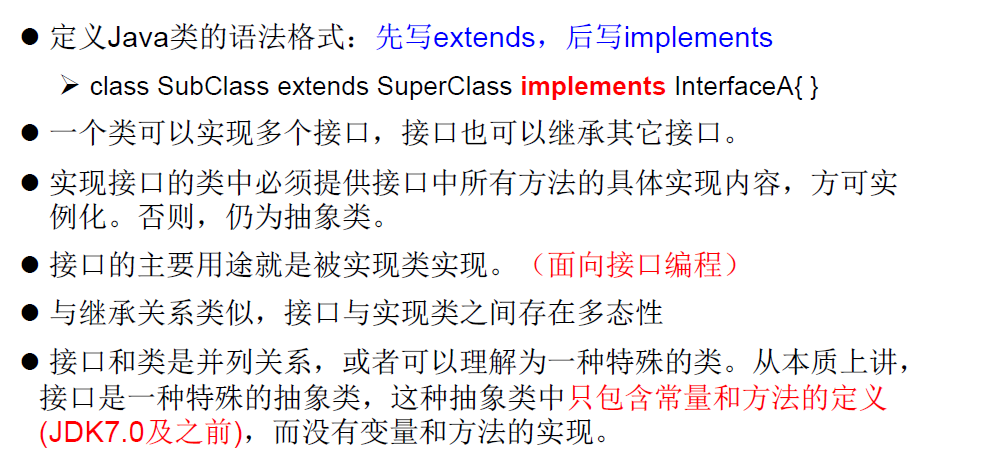 ● 定义Java类的语法格式：先写extends，后写implements
➢ class SubClass extends SuperClass implements InterfaceA{ }
● 一个类可以实现多个接口，接口也可以继承其它接口。
● 实现接口的类中必须提供接口中所有方法的具体实现内容，方可实
例化。否则，仍为抽象类。
● 接口的主要用途就是被实现类实现。（面向接口编程）
● 与继承关系类似，接口与实现类之间存在多态性
● 接口和类是并列关系，或者可以理解为一种特殊的类。从本质上讲，
接口是一种特殊的抽象类，这种抽象类中只包含常量和方法的定义
(JDK7.0及之前)，而没有变量和方法的实现。